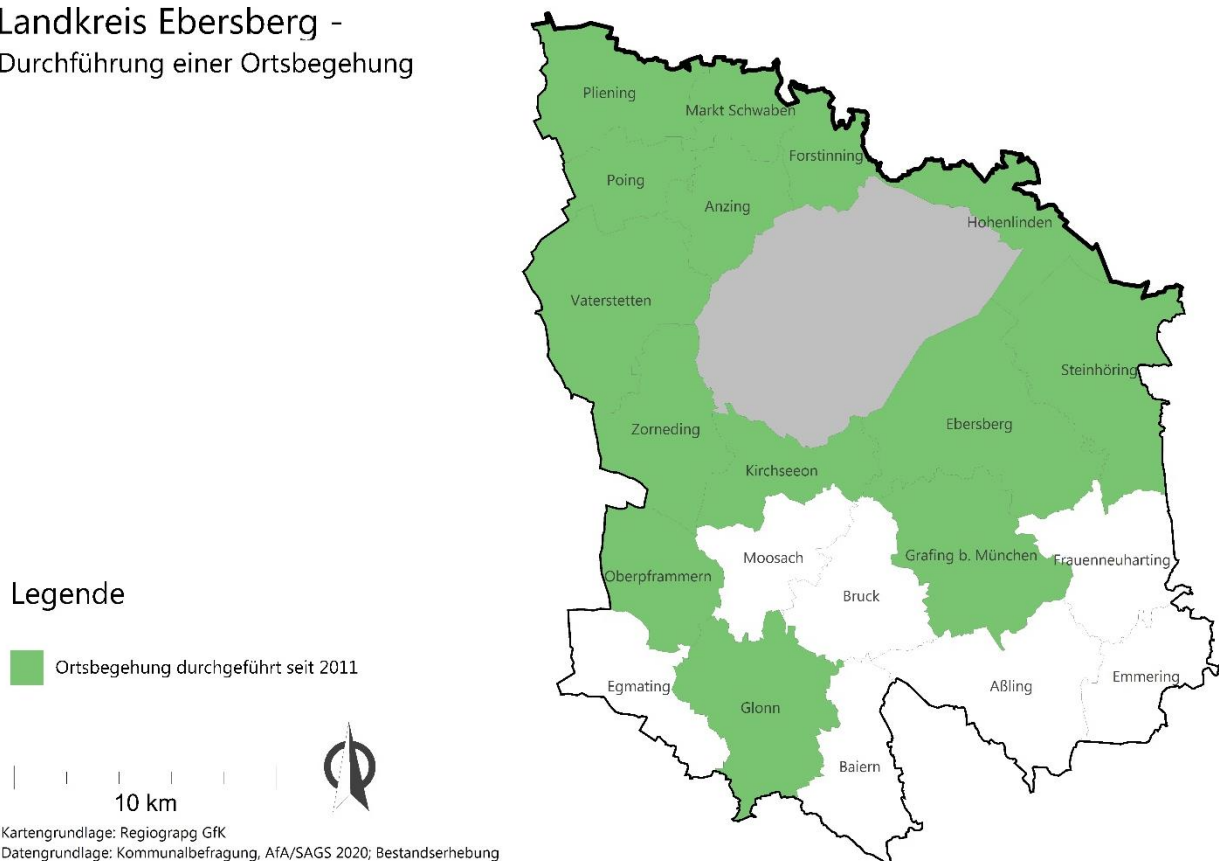 Landkreis Ebersberg -
Durchführung einer Ortsbegehung
Pliening
Markt Schwaben
Forstinning
Poing
Anzing
Hohenlinden
Vaterstetten
Steinhöring
Zorneding
Ebersberg
Kirchseeon
Moosach
Grafing b. München
Frauenneuharting
Oberpframmern
Bruck
Egmating
Glonn
Aßling
Emmering
Baiern
Legende
Ortsbegehung durchgeführt seit 2011
10 km
Kartengrundlage: Regiograpg GfK
Datengrundlage: Kommunalbefragung, AfA/SAGS 2020; Bestandserhebung